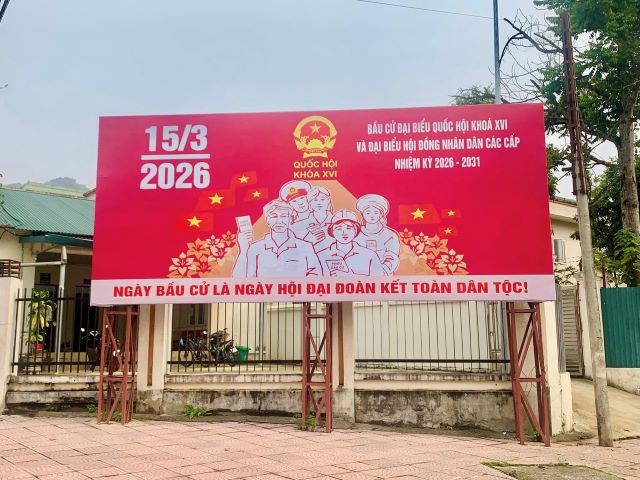 15/3
2026
QUỐC HỘI
KHOÁ XVI
BẦU CỬ ĐẠI BIỂU QUỐC HỘI KHOÁ XVI
VÀ ĐẠI BIỂU HỘI ĐỒNG NHÂN DÂN CÁC CẤP
NHIỆM KỲ 2026 - 2031
NGÀY BẦU CỬ LÀ NGÀY HỘI ĐẠI ĐOÀN KẾT TOÀN DÂN TỘC!